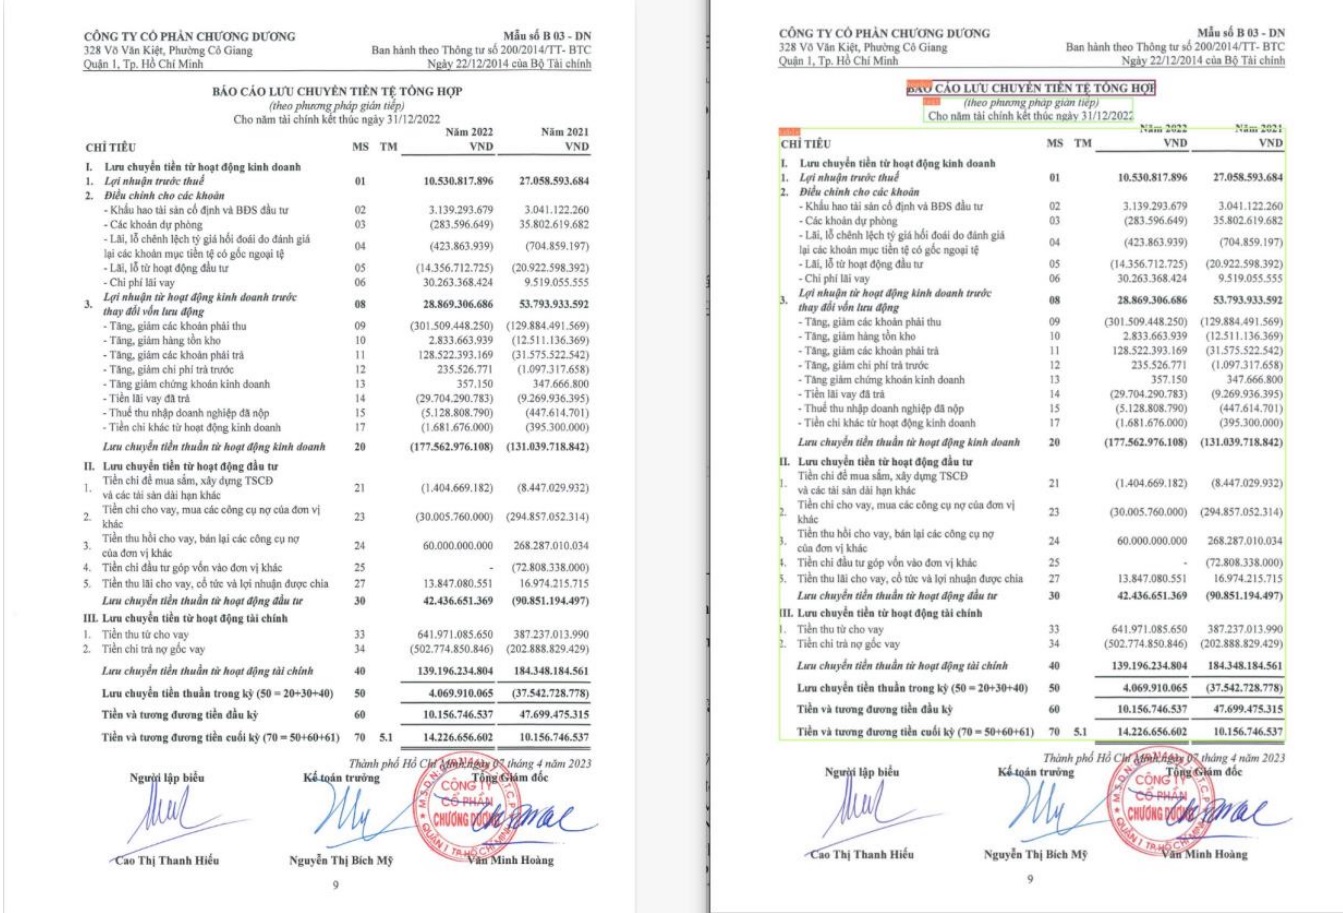 CÔNG TY CỔ PHẦN CHƯƠNG DƯƠNG Mẫu số B 03 - DN
328 Võ Văn Kiệt, Phường Cô Giang Ban hành theo Thông tư số 200/2014/TT- BTC
Quận 1, Tp. Hồ Chí Minh Ngày 22/12/2014 của Bộ Tài chính
BÁO CÁO LƯU CHUYỂN TIỀN TỆ TỔNG HỢP
(theo phương pháp gián tiếp)
Cho năm tài chính kết thúc ngày 31/12/2022
Năm 2022 Năm 2021
CHỈ TIÊU MS TM VND VND
I. Lưu chuyển tiền từ hoạt động kinh doanh
1. Lợi nhuận trước thuế 01 10.530.817.896 27.058.593.684
2. Điều chỉnh cho các khoản
- Khấu hao tài sản cố định và BĐS đầu tư 02 3.139.293.679 3.041.122.260
- Các khoản dự phòng 03 (283.596.649) 35.802.619.682
- Lãi, lỗ chênh lệch tỷ giá hối đoái do đánh giá
lại các khoản mục tiền tệ có gốc ngoại tệ 04 (423.863.939) (704.859.197)
- Lãi, lỗ từ hoạt động đầu tư 05 (14.356.712.725) (20.922.598.392)
- Chi phí lãi vay 06 30.263.368.424 9.519.055.555
3. Lợi nhuận từ hoạt động kinh doanh trước
thay đổi vốn lưu động 08 28.869.306.686 53.793.933.592
- Tăng, giảm các khoản phải thu 09 (301.509.448.250) (129.884.491.569)
- Tăng, giảm hàng tồn kho 10 2.833.663.939 (12.511.136.369)
- Tăng, giảm các khoản phải trả 11 128.522.393.169 (31.575.522.542)
- Tăng, giảm chi phí trả trước 12 235.526.771 (1.097.317.658)
- Tăng giảm chứng khoán kinh doanh 13 357.150 347.666.800
- Tiền lãi vay đã trả 14 (29.704.290.783) (9.269.936.395)
- Thuế thu nhập doanh nghiệp đã nộp 15 (5.128.808.790) (447.614.701)
- Tiền chi khác từ hoạt động kinh doanh 17 (1.681.676.000) (395.300.000)
Lưu chuyển tiền thuần từ hoạt động kinh doanh 20 (177.562.976.108) (131.039.718.842)
II. Lưu chuyển tiền từ hoạt động đầu tư
1. Tiền chi để mua sắm, xây dựng TSCĐ
và các tài sản dài hạn khác 21 (1.404.669.182) (8.447.029.932)
2. Tiền chi cho vay, mua các công cụ nợ của đơn vị
khác 23 (30.005.760.000) (294.857.052.314)
3. Tiền thu hồi cho vay, bán lại các công cụ nợ
của đơn vị khác 24 60.000.000.000 268.287.010.034
4. Tiền chi đầu tư góp vốn vào đơn vị khác 25 - (72.808.338.000)
5. Tiền thu lãi cho vay, cổ tức và lợi nhuận được chia 27 13.847.080.551 16.974.215.715
Lưu chuyển tiền thuần từ hoạt động đầu tư 30 42.436.651.369 (90.851.194.497)
III. Lưu chuyển tiền từ hoạt động tài chính
1. Tiền thu từ cho vay 33 641.971.085.650 387.237.013.990
2. Tiền chi trả nợ gốc vay 34 (502.774.850.846) (202.888.829.429)
Lưu chuyển tiền thuần từ hoạt động tài chính 40 139.196.234.804 184.348.184.561
Lưu chuyển tiền thuần trong kỳ (50 = 20+30+40) 50 4.069.910.065 (37.542.728.778)
Tiền và tương đương tiền đầu kỳ 60 10.156.746.537 47.699.475.315
Tiền và tương đương tiền cuối kỳ (70 = 50+60+61) 70 5.1 14.226.656.602 10.156.746.537
Thành phố Hồ Chí Minh, ngày 07 tháng 4 năm 2023
Người lập biểu Kế toán trưởng Tổng Giám đốc
CÔNG TY
CỔ PHẦN
CHƯƠNG DƯƠNG
QUẬN 1 TP. HỒ CHÍ MINH
Cao Thị Thanh Hiếu Nguyễn Thị Bích Mỹ Văn Minh Hoàng
9
CÔNG TY CỔ PHẦN CHƯƠNG DƯƠNG Mẫu số B 03 - DN
328 Võ Văn Kiệt, Phường Cô Giang Ban hành theo Thông tư số 200/2014/TT- BTC
Quận 1, Tp. Hồ Chí Minh Ngày 22/12/2014 của Bộ Tài chính
BÁO CÁO LƯU CHUYỂN TIỀN TỆ TỔNG HỢP
(theo phương pháp gián tiếp)
Cho năm tài chính kết thúc ngày 31/12/2022
Năm 2022 Năm 2021
CHỈ TIÊU MS TM VND VND
I. Lưu chuyển tiền từ hoạt động kinh doanh
1. Lợi nhuận trước thuế 01 10.530.817.896 27.058.593.684
2. Điều chỉnh cho các khoản
- Khấu hao tài sản cố định và BĐS đầu tư 02 3.139.293.679 3.041.122.260
- Các khoản dự phòng 03 (283.596.649) 35.802.619.682
- Lãi, lỗ chênh lệch tỷ giá hối đoái do đánh giá
lại các khoản mục tiền tệ có gốc ngoại tệ 04 (423.863.939) (704.859.197)
- Lãi, lỗ từ hoạt động đầu tư 05 (14.356.712.725) (20.922.598.392)
- Chi phí lãi vay 06 30.263.368.424 9.519.055.555
3. Lợi nhuận từ hoạt động kinh doanh trước
thay đổi vốn lưu động 08 28.869.306.686 53.793.933.592
- Tăng, giảm các khoản phải thu 09 (301.509.448.250) (129.884.491.569)
- Tăng, giảm hàng tồn kho 10 2.833.663.939 (12.511.136.369)
- Tăng, giảm các khoản phải trả 11 128.522.393.169 (31.575.522.542)
- Tăng, giảm chi phí trả trước 12 235.526.771 (1.097.317.658)
- Tăng giảm chứng khoán kinh doanh 13 357.150 347.666.800
- Tiền lãi vay đã trả 14 (29.704.290.783) (9.269.936.395)
- Thuế thu nhập doanh nghiệp đã nộp 15 (5.128.808.790) (447.614.701)
- Tiền chi khác từ hoạt động kinh doanh 17 (1.681.676.000) (395.300.000)
Lưu chuyển tiền thuần từ hoạt động kinh doanh 20 (177.562.976.108) (131.039.718.842)
II. Lưu chuyển tiền từ hoạt động đầu tư
1. Tiền chi để mua sắm, xây dựng TSCĐ
và các tài sản dài hạn khác 21 (1.404.669.182) (8.447.029.932)
2. Tiền chi cho vay, mua các công cụ nợ của đơn vị
khác 23 (30.005.760.000) (294.857.052.314)
3. Tiền thu hồi cho vay, bán lại các công cụ nợ
của đơn vị khác 24 60.000.000.000 268.287.010.034
4. Tiền chi đầu tư góp vốn vào đơn vị khác 25 - (72.808.338.000)
5. Tiền thu lãi cho vay, cổ tức và lợi nhuận được chia 27 13.847.080.551 16.974.215.715
Lưu chuyển tiền thuần từ hoạt động đầu tư 30 42.436.651.369 (90.851.194.497)
III. Lưu chuyển tiền từ hoạt động tài chính
1. Tiền thu từ cho vay 33 641.971.085.650 387.237.013.990
2. Tiền chi trả nợ gốc vay 34 (502.774.850.846) (202.888.829.429)
Lưu chuyển tiền thuần từ hoạt động tài chính 40 139.196.234.804 184.348.184.561
Lưu chuyển tiền thuần trong kỳ (50 = 20+30+40) 50 4.069.910.065 (37.542.728.778)
Tiền và tương đương tiền đầu kỳ 60 10.156.746.537 47.699.475.315
Tiền và tương đương tiền cuối kỳ (70 = 50+60+61) 70 5.1 14.226.656.602 10.156.746.537
Thành phố Hồ Chí Minh, ngày 07 tháng 4 năm 2023
Người lập biểu Kế toán trưởng Tổng Giám đốc
CÔNG TY
CỔ PHẦN
CHƯƠNG DƯƠNG
QUẬN 1 TP. HỒ CHÍ MINH
Cao Thị Thanh Hiếu Nguyễn Thị Bích Mỹ Văn Minh Hoàng
9